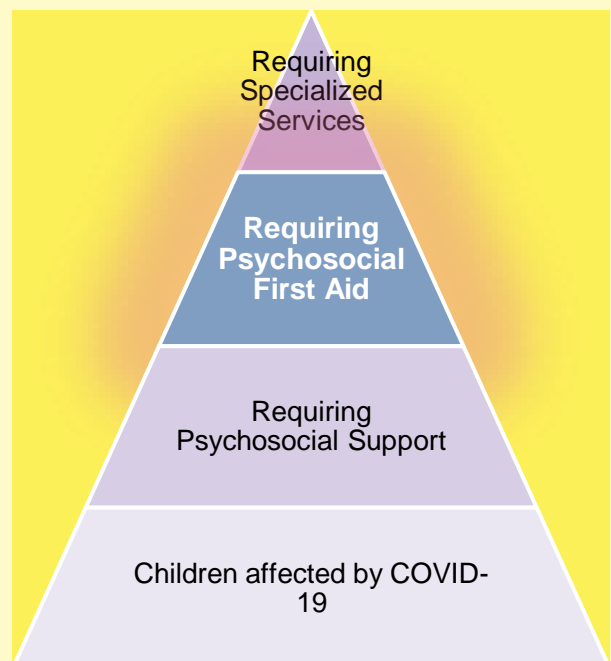 Requiring
Specialized
Services
Requiring
Psychosocial
First Aid
Requiring
Psychosocial Support
Children affected by COVID-
19